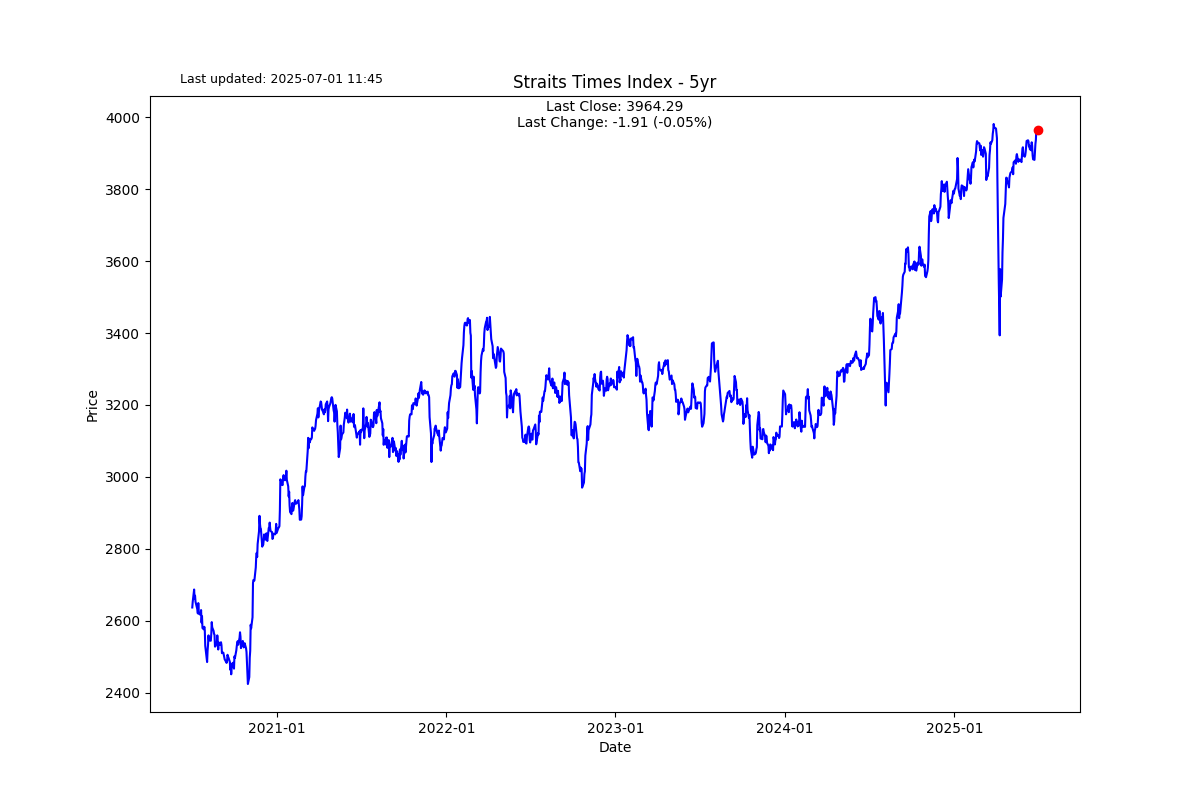 Last updated: 2025-07-01 11:45
Straits Times Index - 5yr
Last Close: 3964.29
Last Change: -1.91 (-0.05%)
4000
3800
3600
3400
3200
3000
2800
2600
2400
Price
2021-01
2022-01
2023-01
2024-01
2025-01
Date